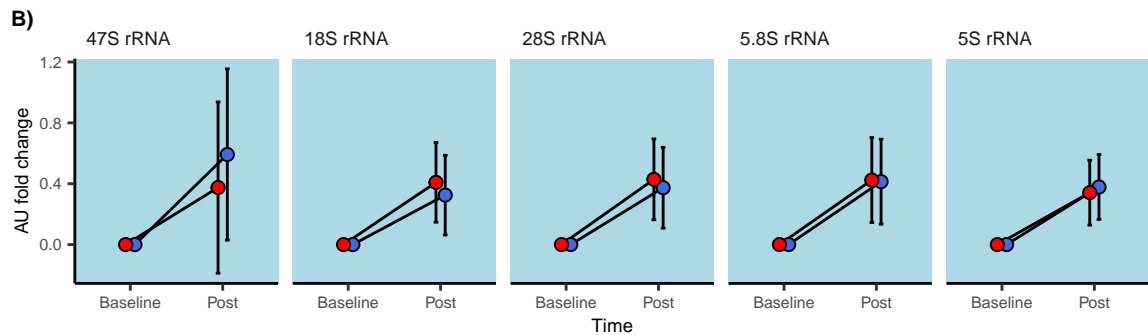 B)
47S rRNA
18S rRNA
28S rRNA
5.8S rRNA
5S rRNA
AU fold change
1.2
0.8
0.4
0.0
Baseline Post
Baseline Post
Baseline Post
Baseline Post
Baseline Post
Time